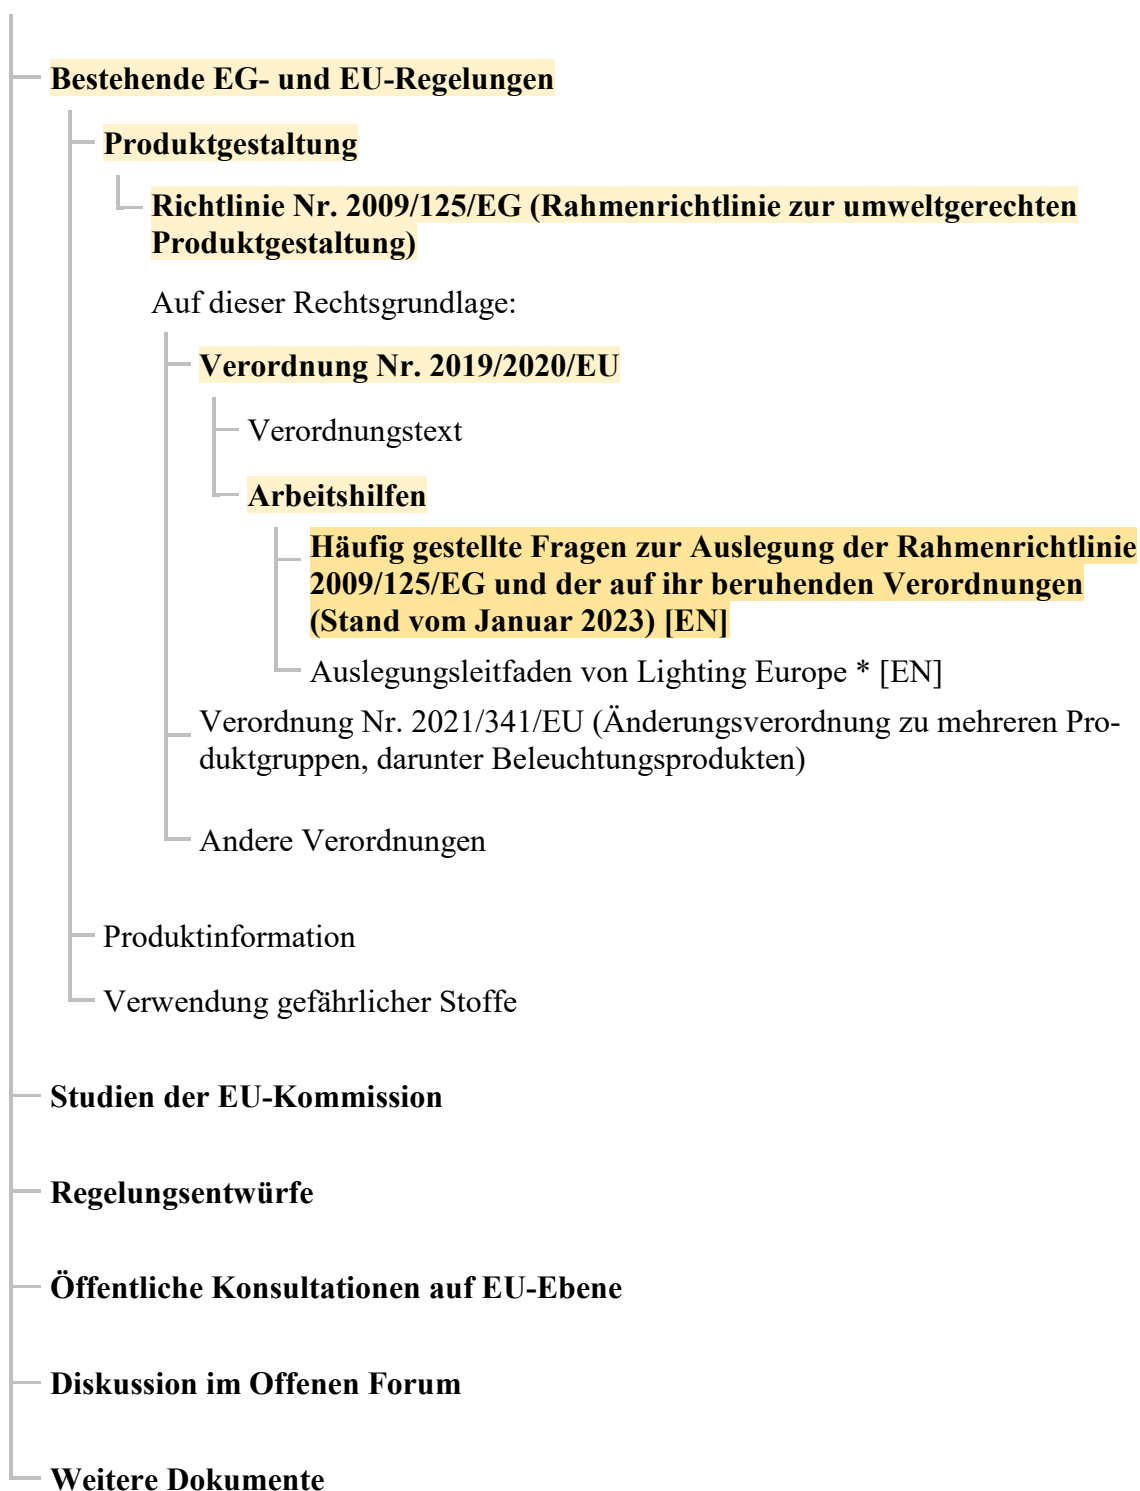 Bestehende EG- und EU-Regelungen
Produktgestaltung
Richtlinie Nr. 2009/125/EG (Rahmenrichtlinie zur umweltgerechten
Produktgestaltung)
Auf dieser Rechtsgrundlage:
Verordnung Nr. 2019/2020/EU
Verordnungstext
Arbeitshilfen
Häufig gestellte Fragen zur Auslegung der Rahmenrichtlinie
2009/125/EG und der auf ihr beruhenden Verordnungen
(Stand vom Januar 2023) [EN]
Auslegungsleitfaden von Lighting Europe * [EN]
Verordnung Nr. 2021/341/EU (Änderungsverordnung zu mehreren Pro-
duktgruppen, darunter Beleuchtungsprodukten)
Andere Verordnungen
Produktinformation
Verwendung gefährlicher Stoffe
Studien der EU-Kommission
Regelungsentwürfe
Öffentliche Konsultationen auf EU-Ebene
Diskussion im Offenen Forum
Weitere Dokumente